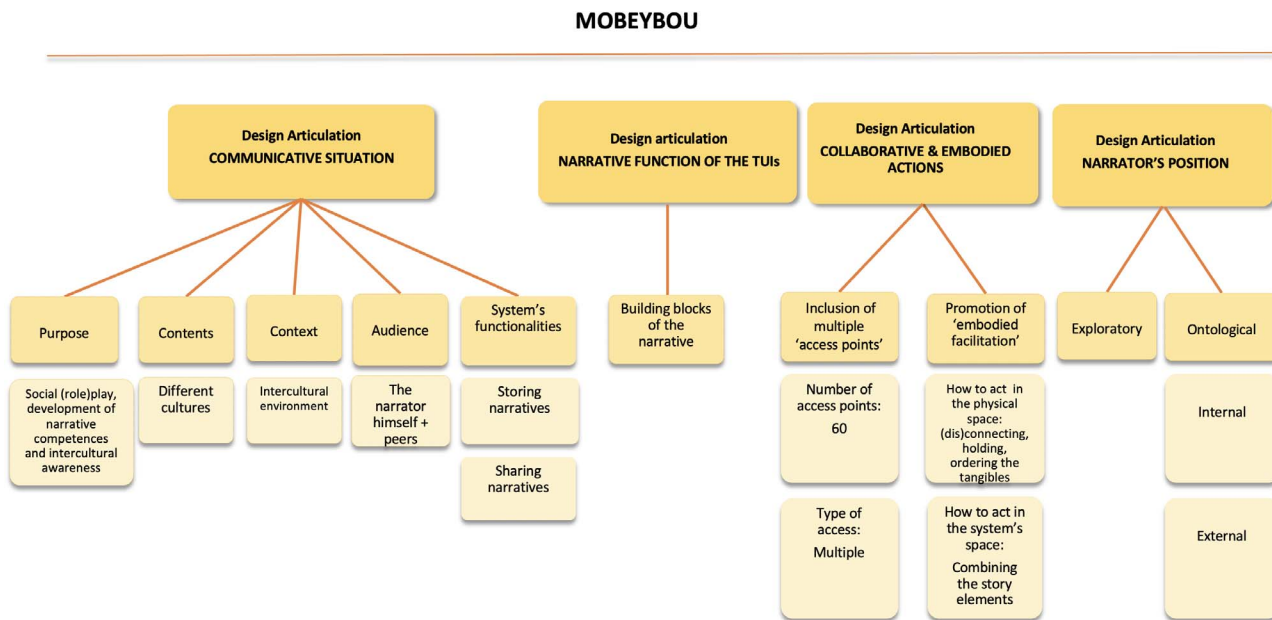 MOBEYBOU
Design Articulation
COMMUNICATIVE SITUATION
Purpose
Social (role)play,
development of
narrative
competences
and intercultural
awareness
Contents
Different
cultures
Context
Intercultural
environment
Audience
The
narrator
himself +
peers
System's
functionalities
Storing
narratives
Sharing
narratives
Design articulation
NARRATIVE FUNCTION OF THE TUIs
Building blocks
of the
narrative
Design Articulation
COLLABORATIVE & EMBODIED
ACTIONS
Inclusion of
multiple
‘access points’
Number of
access points:
60
Type of
access:
Multiple
Promotion of
‘embodied
facilitation’
How to act in
the physical
space:
(dis)connecting,
holding,
ordering the
tangibles
How to act in
the system's
space:
Combining
the story
elements
Design Articulation
NARRATOR'S POSITION
Exploratory
Ontological
Internal
External